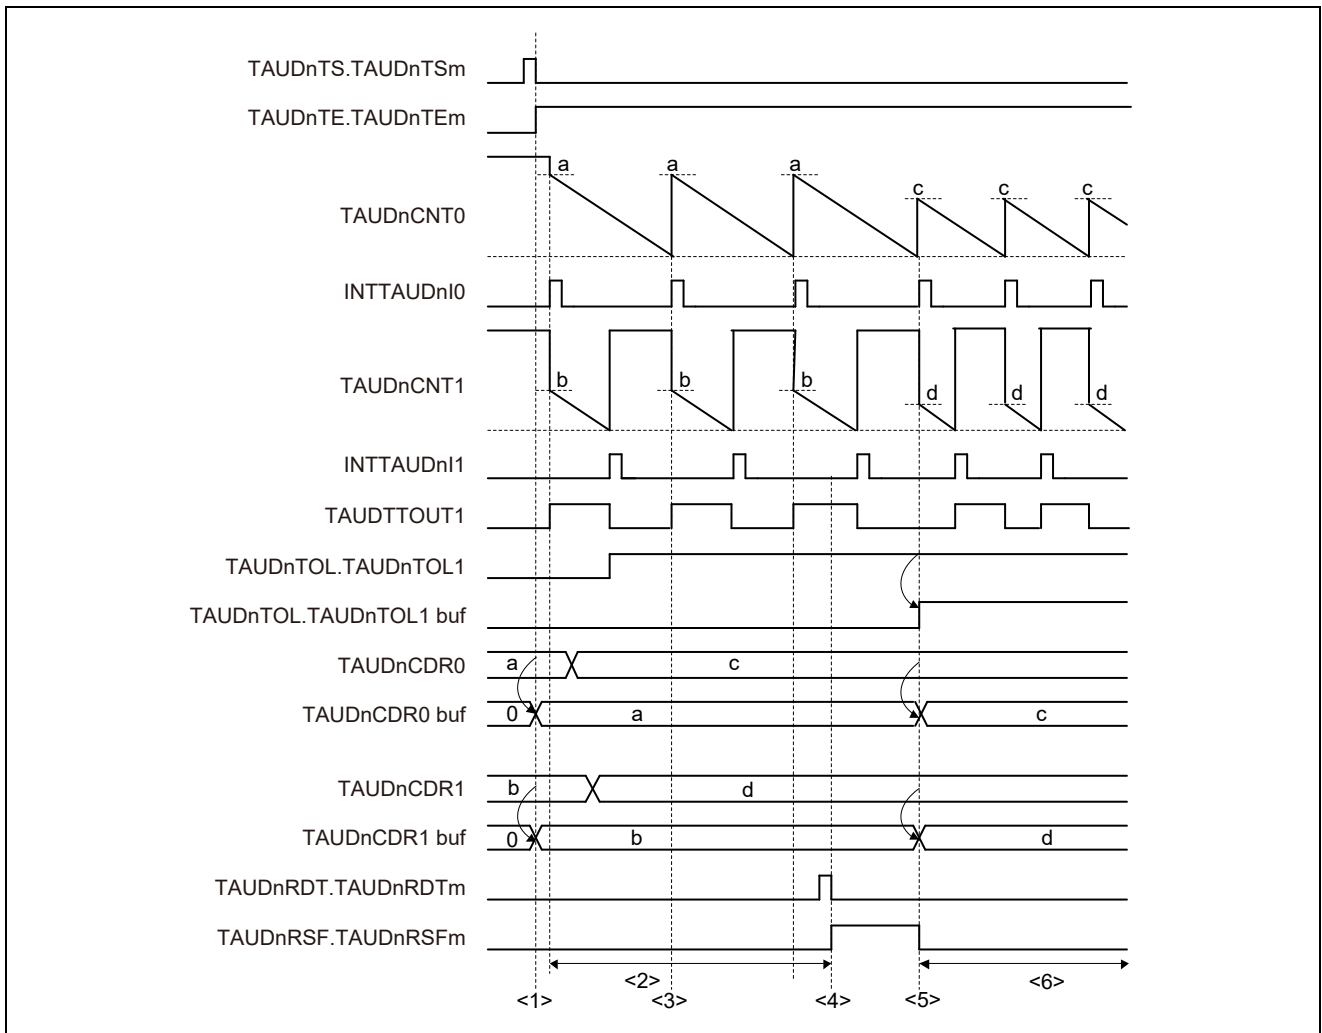 TAUDnTS.TAUDnTSm
TAUDnTE.TAUDnTEm
a a a c c c
TAUDnCNT0
INTTAUDnI0
b b b d d d
TAUDnCNT1
INTTAUDnI1
TAUDTTOUT1
TAUDnTOL.TAUDnTOL1
TAUDnTOL.TAUDnTOL1 buf
TAUDnCDR0 a c
TAUDnCDR0 buf 0 a c
TAUDnCDR1 b d
TAUDnCDR1 buf 0 b d
TAUDnRDT.TAUDnRDTm
TAUDnRSF.TAUDnRSFm
<2> <6>
<1> <3> <4> <5>